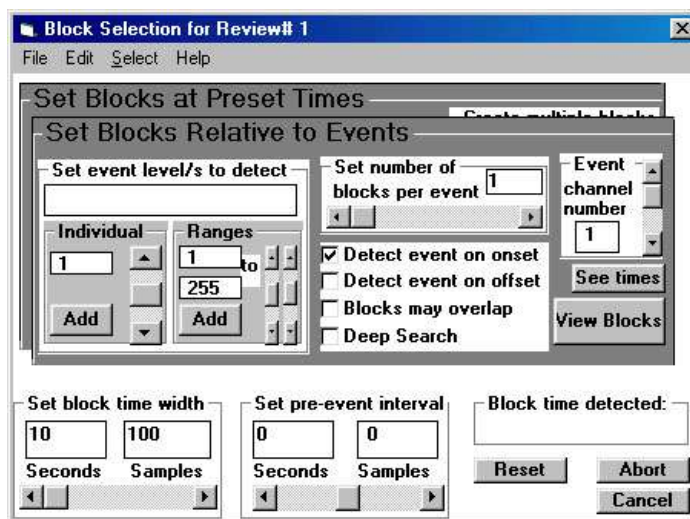 Block Selection for Review# 1
File Edit Select Help
Set Blocks at Preset Times
Create multiple blocks
Set Blocks Relative to Events
Set event level/s to detect
Individual
1
Add
Ranges
1
to
255
Add
Set number of
blocks per event
1
Detect event on onset
Detect event on offset
Blocks may overlap
Deep Search
Event
channel
number
1
See times
View Blocks
Set block time width
10 100
Seconds Samples
Set pre-event interval
0 0
Seconds Samples
Block time detected:
Reset
Abort
Cancel